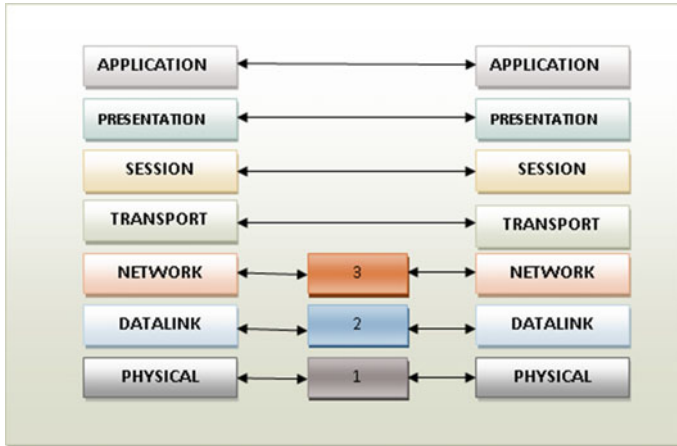 APPLICATION APPLICATION
PRESENTATION PRESENTATION
SESSION SESSION
TRANSPORT TRANSPORT
NETWORK 3 NETWORK
DATALINK 2 DATALINK
PHYSICAL 1 PHYSICAL